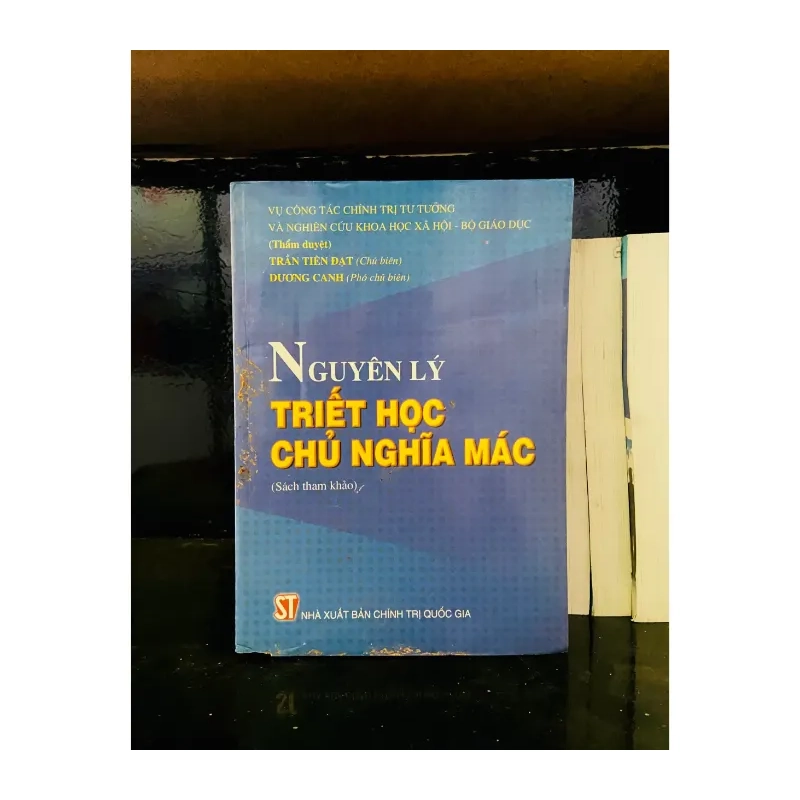 VỤ CÔNG TÁC CHÍNH TRỊ TƯ TƯỞNG
VÀ NGHIÊN CỨU KHOA HỌC XÃ HỘI - BỘ GIÁO DỤC
(Thẩm duyệt)
TRẦN TIÊN ĐẠT (Chủ biên)
DƯƠNG CANH (Phó chủ biên)
NGUYÊN LÝ
TRIẾT HỌC
CHỦ NGHĨA MÁC
(Sách tham khảo)
ST NHÀ XUẤT BẢN CHÍNH TRỊ QUỐC GIA